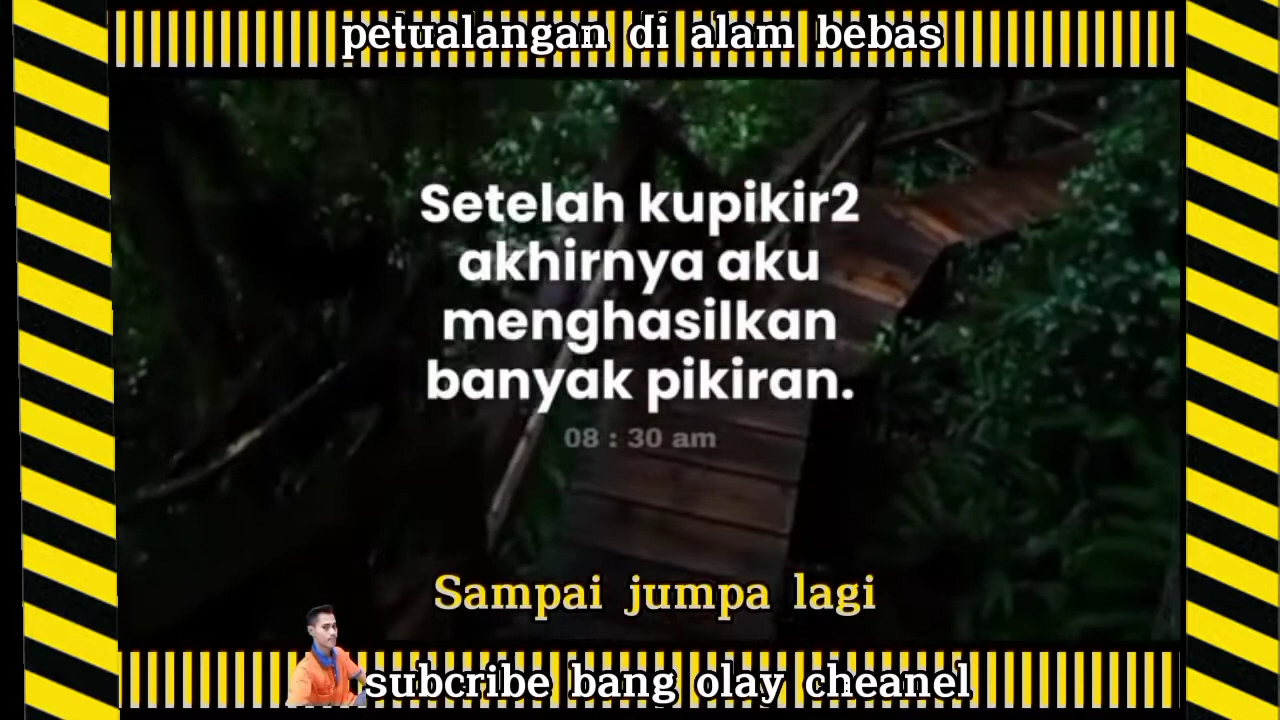 petualangan di alam bebas
Setelah kupikir2
akhirnya aku
menghasilkan
banyak pikiran.
08 : 30 am
Sampai jumpa lagi
subcribe bang olay cheanel